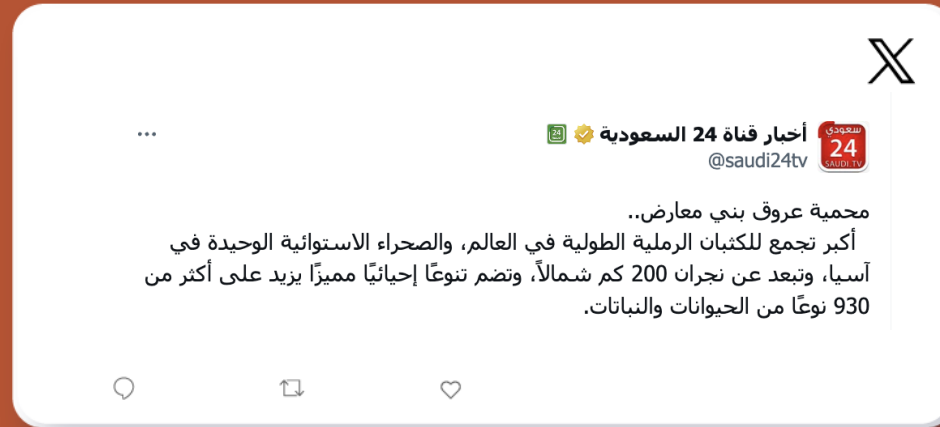 أخبار قناة 24 السعودية
@saudi24tv
سعودي
24
SAUDI.TV
محمية عروق بني معارض..
أكبر تجمع للكثبان الرملية الطولية في العالم، والصحراء الاستوائية الوحيدة في
آسيا، وتبعد عن نجران 200 كم شمالاً، وتضم تنوعًا إحيائيًا مميزًا يزيد على أكثر من
930 نوعًا من الحيوانات والنباتات.